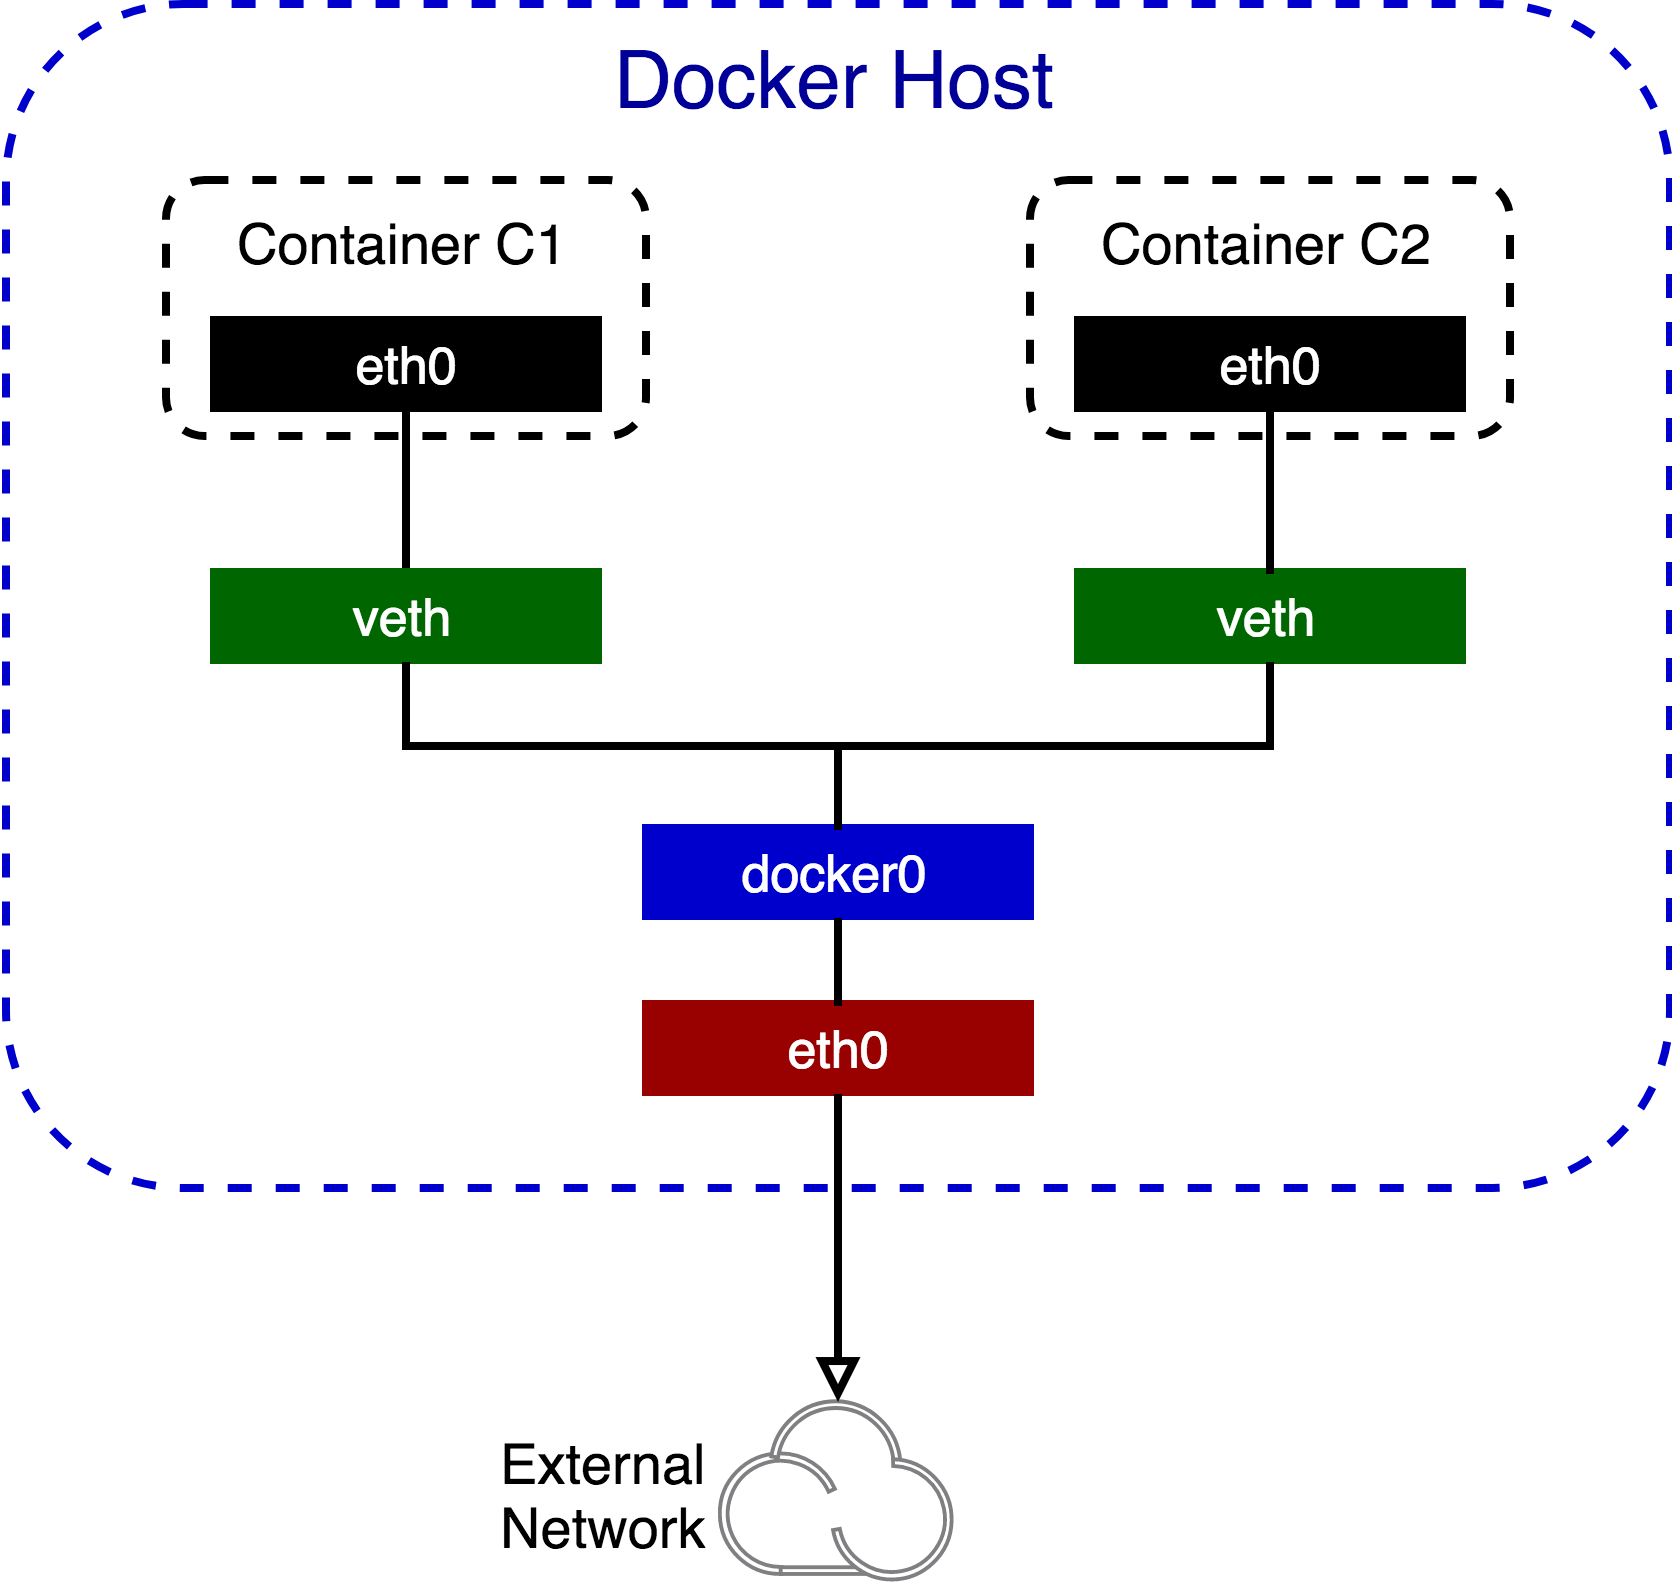 Docker Host
Container C1
Container C2
eth0
eth0
veth
veth
docker0
eth0
External
Network